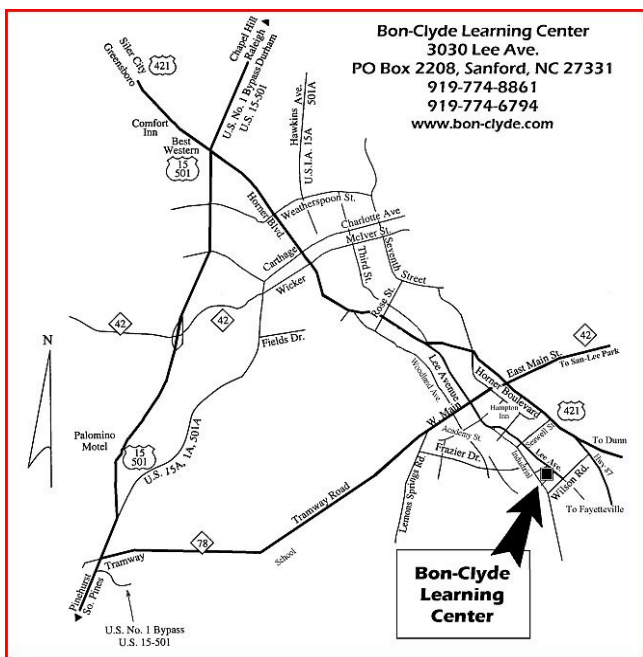 Bon-Clyde Learning Center
3030 Lee Ave.
PO Box 2208, Sanford, NC 27331
919-774-8861
919-774-6794
www.bon-clyde.com
Siler City
Greensboro
421
Chapel Hill
Raleigh
Durham
U.S. No. 1 Bypass
U.S. 15-501
Comfort
Inn
Best
Western
15
501
Hawkins Ave.
U.S.I.A. 15A
501A
Horner Blvd.
Weatherspoon St.
Charlotte Ave
McIver St.
Carthage
Wicker
Third St.
Seventh
Street
Rose St.
42
42
Fields Dr.
N
Lee Avenue
Woodland Ave.
East Main St.
42
To San-Lee Park
Horner Boulevard
Hampton
Inn
421
W. Main
Academy St.
Seawell St.
To Dunn
Frazier Dr.
Industrial
Lee Ave.
Hwy 87
Wilson Rd.
To Fayetteville
Lemons Springs Rd.
Palomino
Motel
15
501
U.S. 15A, 1A, 501A
Tramway Road
78
Tramway
School
Pinehurst
So. Pines
U.S. No. 1 Bypass
U.S. 15-501
Bon-Clyde
Learning
Center